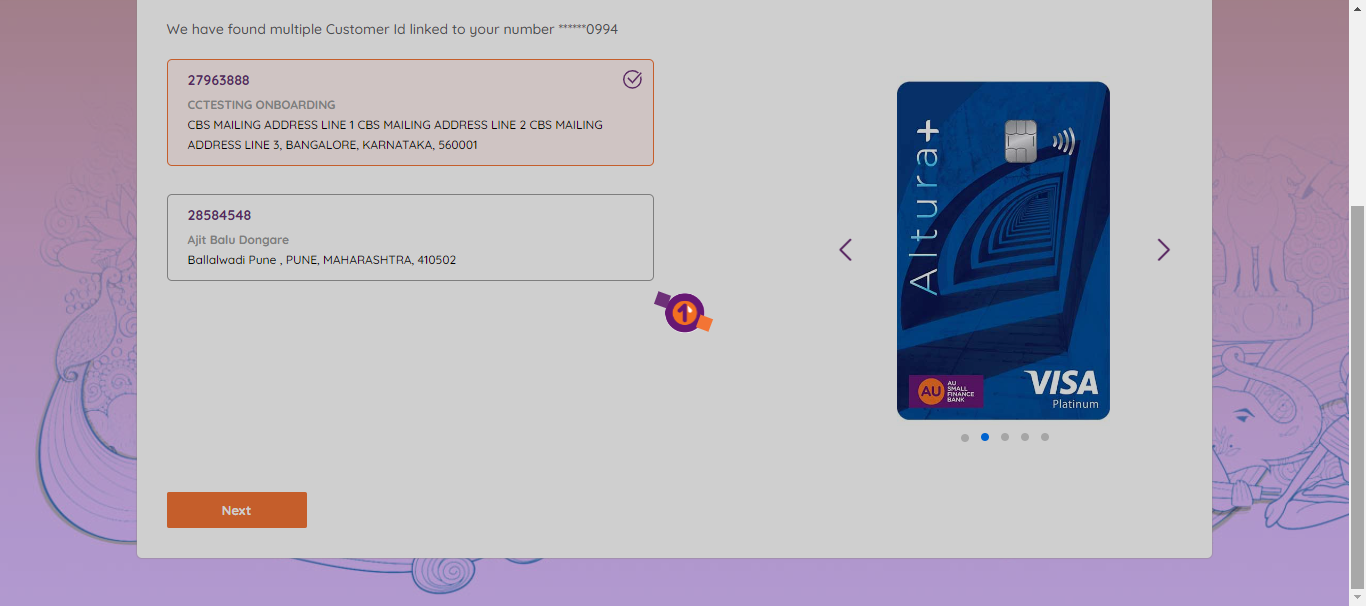 We have found multiple Customer Id linked to your number ******0994
27963888
CCTESTING ONBOARDING
CBS MAILING ADDRESS LINE 1 CBS MAILING ADDRESS LINE 2 CBS MAILING
ADDRESS LINE 3, BANGALORE, KARNATAKA, 560001
28584548
Ajit Balu Dongare
Ballalwadi Pune , PUNE, MAHARASHTRA, 410502
1
Altura+
AU
AU
SMALL
FINANCE
BANK
VISA
Platinum
Next